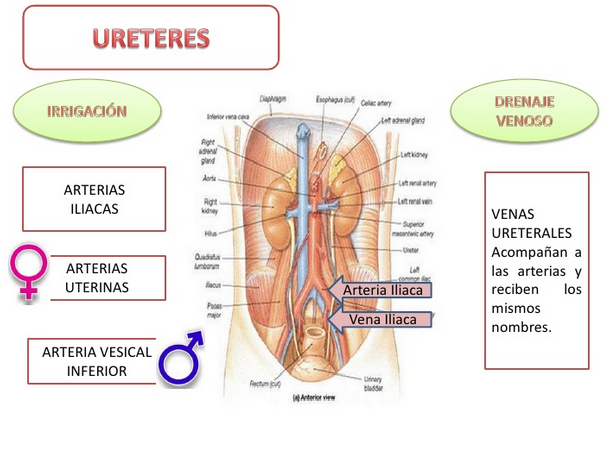 URETERES
IRRIGACIÓN
DRENAJE
VENOSO
ARTERIAS
ILIACAS
ARTERIAS
UTERINAS
ARTERIA VESICAL
INFERIOR
Diaphragm
Esophagus (cut)
Celiac artery
Inferior vena cava
Left adrenal gland
Right
adrenal
gland
Left kidney
Aorta
Left renal artery
Right
kidney
Left renal vein
Hilus
Superior
mesenteric artery
Quadratus
lumborum
Ureter
Iliacus
Left
common iliac
Psoas
major
Arteria Iliaca
Vena Iliaca
Rectum (cut)
Urinary
bladder
(a) Anterior view
VENAS
URETERALES
Acompañan a
las arterias y
reciben los
mismos
nombres.